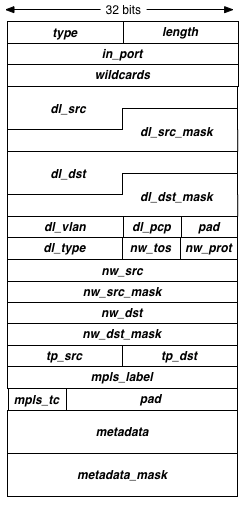 32 bits
type length
in_port
wildcards
dl_src
dl_src_mask
dl_dst
dl_dst_mask
dl_vlan dl_pcp pad
dl_type nw_tos nw_prot
nw_src
nw_src_mask
nw_dst
nw_dst_mask
tp_src tp_dst
mpls_label
mpls_tc pad
metadata
metadata_mask